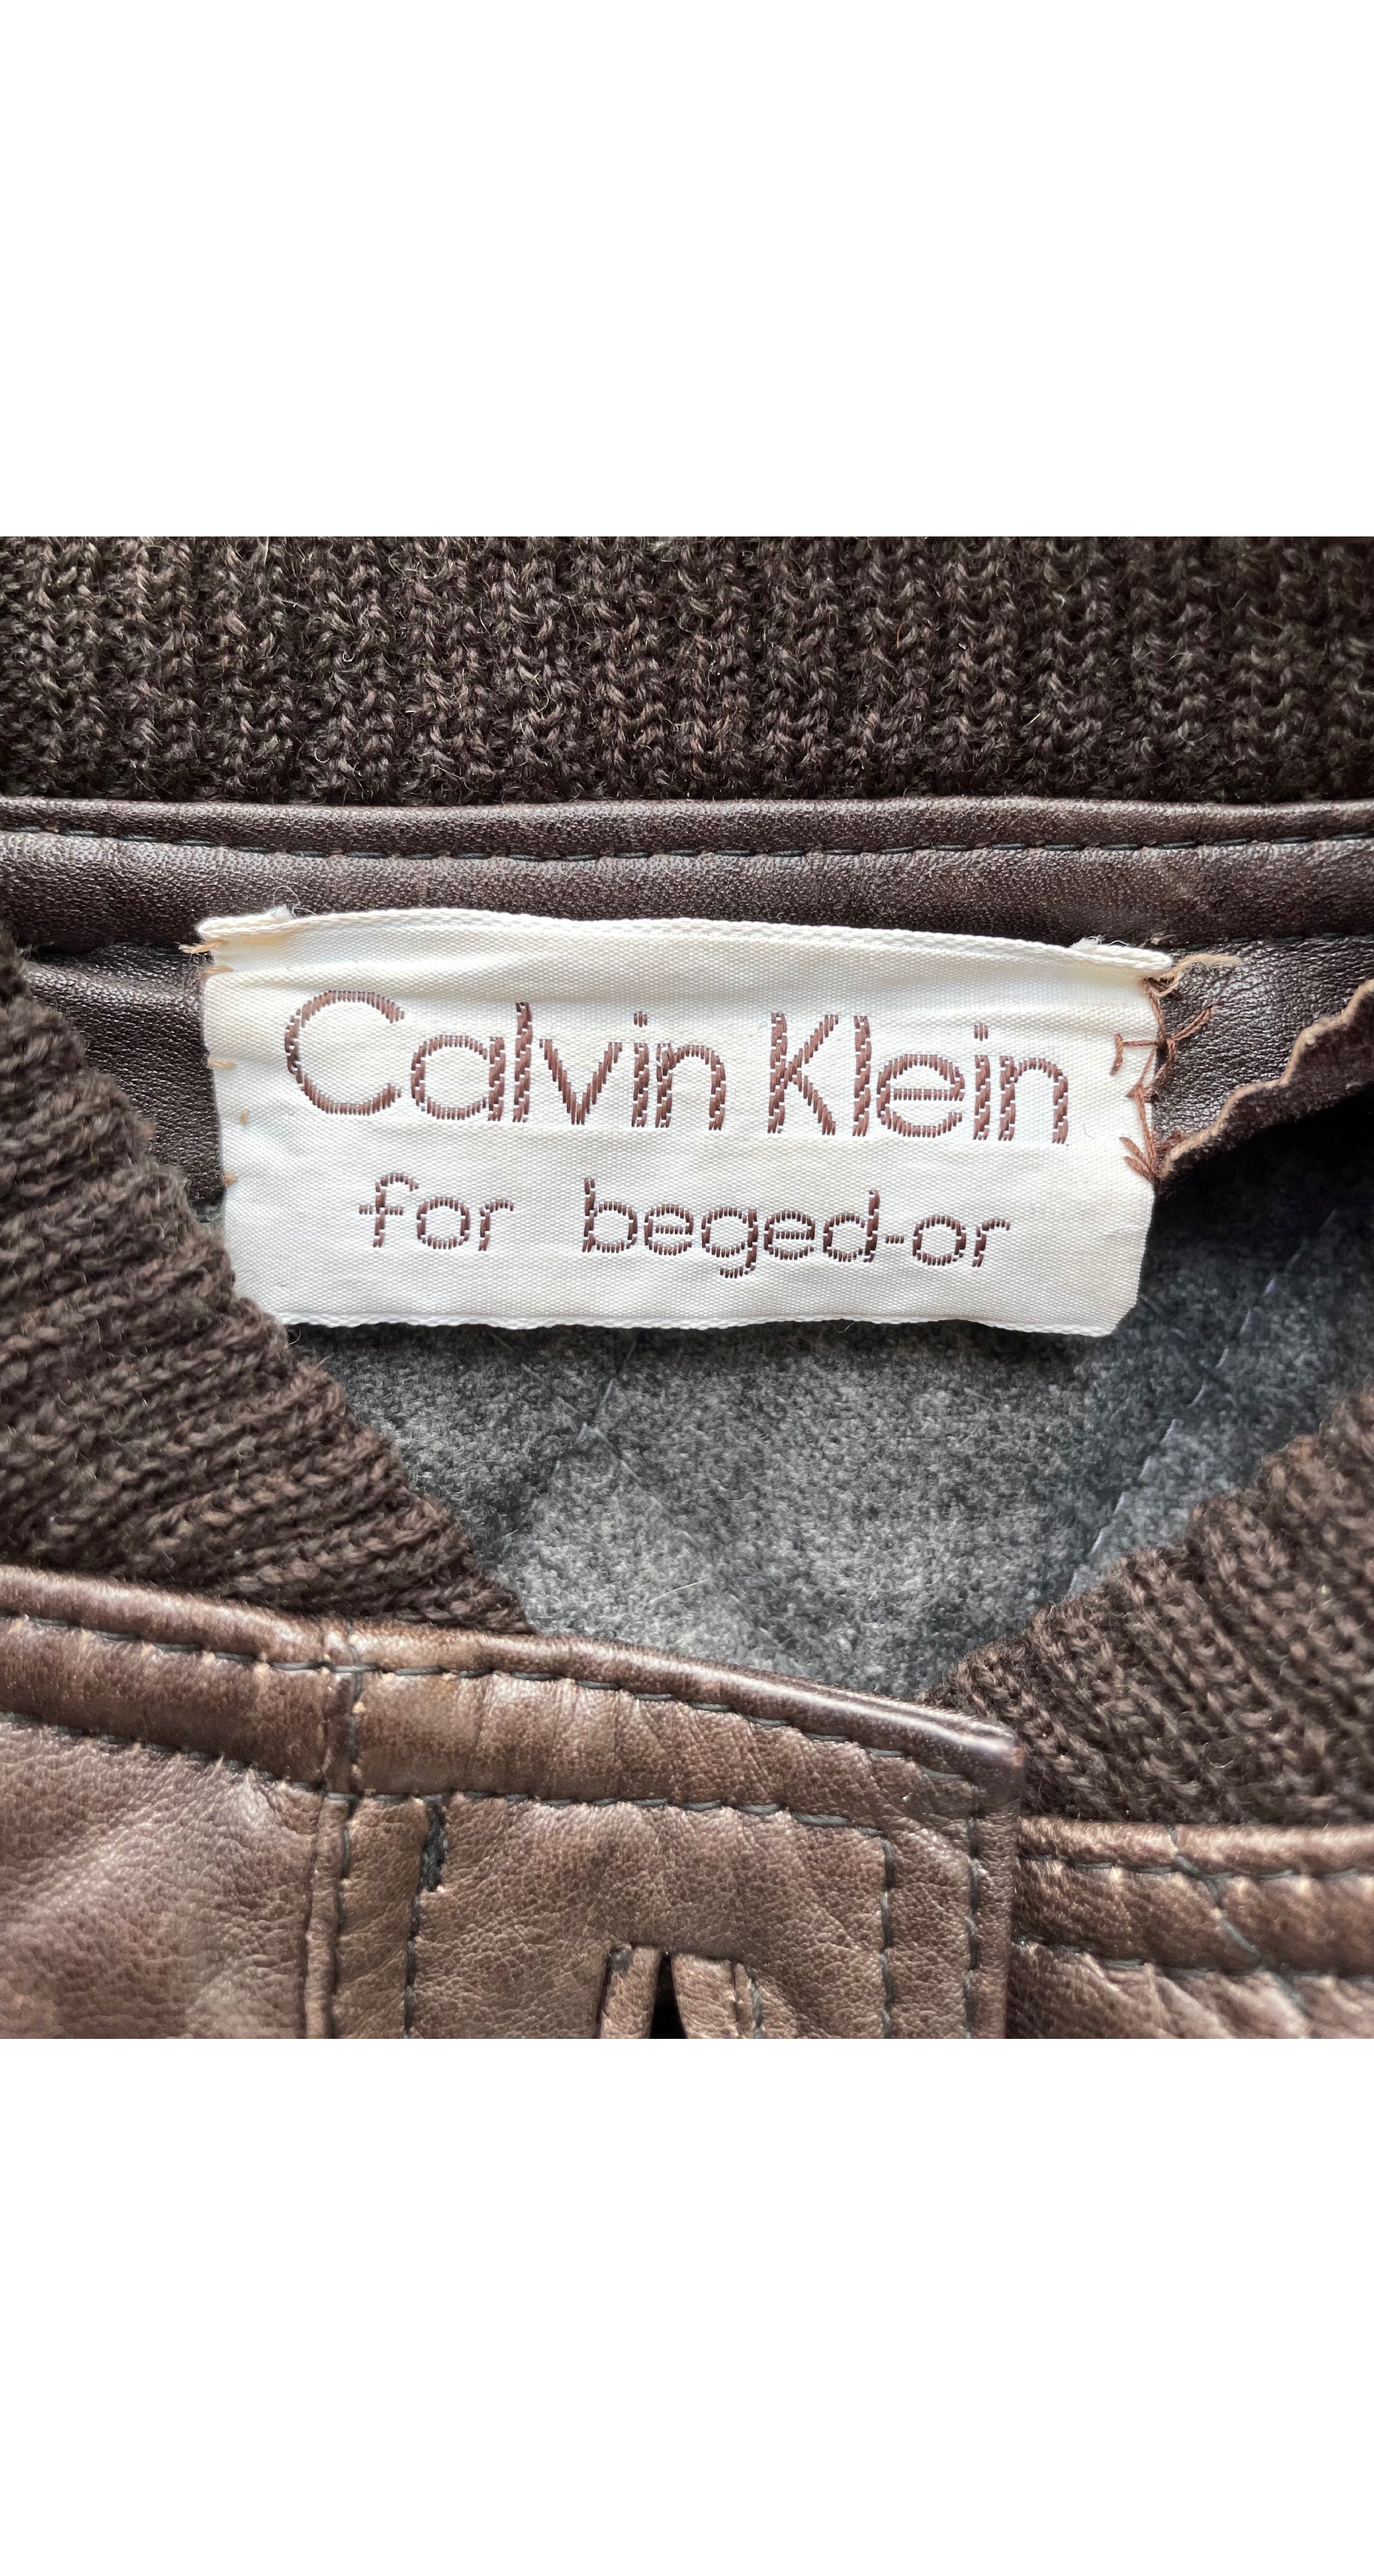 Calvin Klein
for beged-or